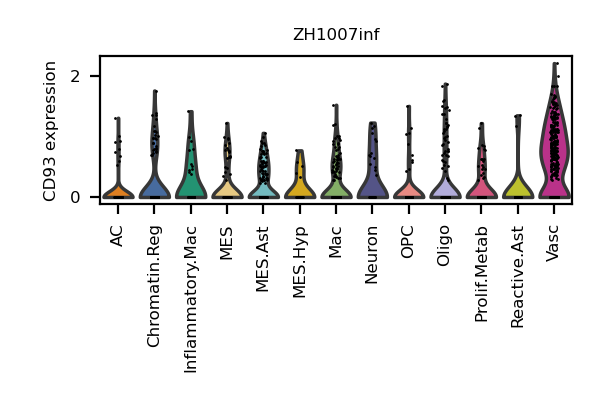 ZH1007inf
CD93 expression
2
0
AC
Chromatin.Reg
Inflammatory.Mac
MES
MES.Ast
MES.Hyp
Mac
Neuron
OPC
Oligo
Prolif.Metab
Reactive.Ast
Vasc